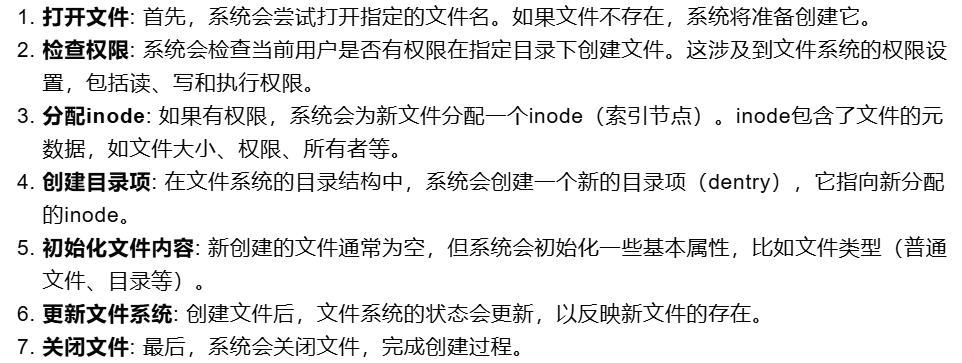 1. 打开文件: 首先，系统会尝试打开指定的文件名。如果文件不存在，系统将准备创建它。
2. 检查权限: 系统会检查当前用户是否有权限在指定目录下创建文件。这涉及到文件系统的权限设
置，包括读、写和执行权限。
3. 分配inode: 如果有权限，系统会为新文件分配一个inode（索引节点）。inode包含了文件的元
数据，如文件大小、权限、所有者等。
4. 创建目录项: 在文件系统的目录结构中，系统会创建一个新的目录项（dentry），它指向新分配
的inode。
5. 初始化文件内容: 新创建的文件通常为空，但系统会初始化一些基本属性，比如文件类型（普通
文件、目录等）。
6. 更新文件系统: 创建文件后，文件系统的状态会更新，以反映新文件的存在。
7. 关闭文件: 最后，系统会关闭文件，完成创建过程。